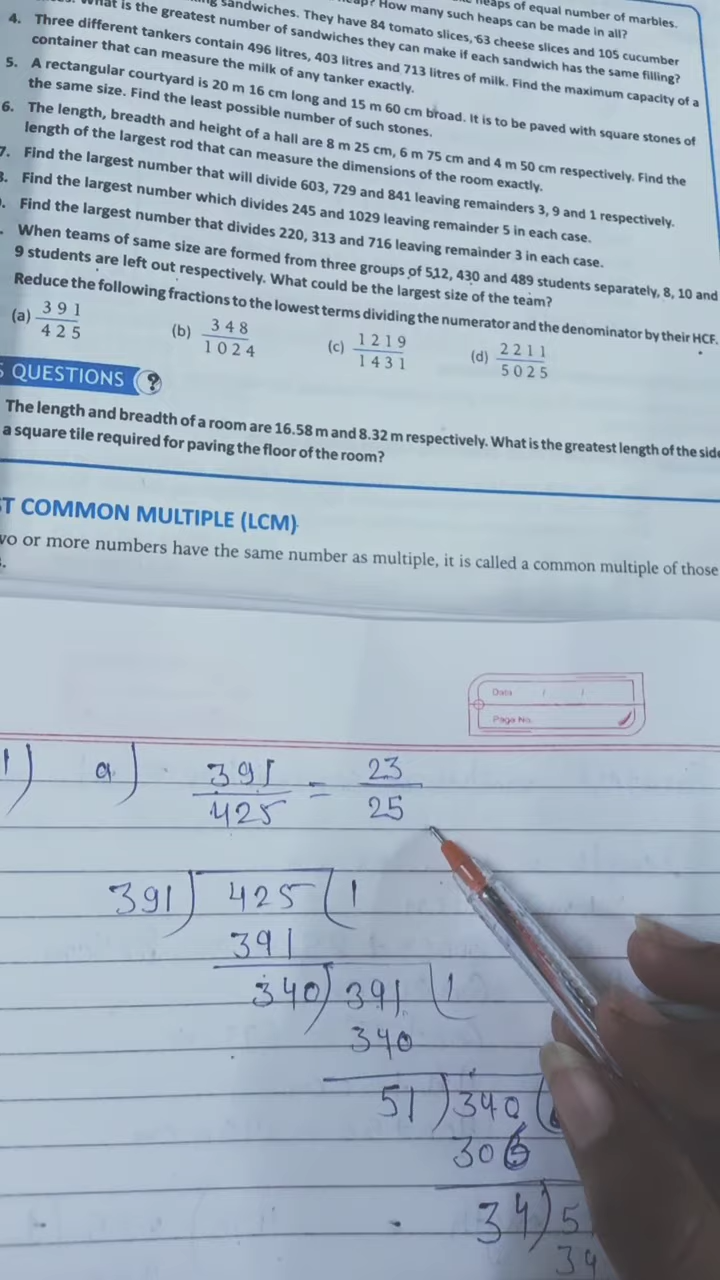 heaps of equal number of marbles.
heap? How many such heaps can be made in all?
sandwiches. They have 84 tomato slices, 63 cheese slices and 105 cucumber
What is the greatest number of sandwiches they can make if each sandwich has the same filling?
4. Three different tankers contain 496 litres, 403 litres and 713 litres of milk. Find the maximum capacity of a
container that can measure the milk of any tanker exactly.
5. A rectangular courtyard is 20 m 16 cm long and 15 m 60 cm broad. It is to be paved with square stones of
the same size. Find the least possible number of such stones.
6. The length, breadth and height of a hall are 8 m 25 cm, 6 m 75 cm and 4 m 50 cm respectively. Find the
length of the largest rod that can measure the dimensions of the room exactly.
7. Find the largest number that will divide 603, 729 and 841 leaving remainders 3, 9 and 1 respectively.
Find the largest number which divides 245 and 1029 leaving remainder 5 in each case.
Find the largest number that divides 220, 313 and 716 leaving remainder 3 in each case.
When teams of same size are formed from three groups of 512, 430 and 489 students separately, 8, 10 and
9 students are left out respectively. What could be the largest size of the team?
Reduce the following fractions to the lowest terms dividing the numerator and the denominator by their HCF.
(a) 391/425 (b) 348/1024 (c) 1219/1431 (d) 2211/5025
QUESTIONS ?
The length and breadth of a room are 16.58 m and 8.32 m respectively. What is the greatest length of the side
a square tile required for paving the floor of the room?
T COMMON MULTIPLE (LCM)
wo or more numbers have the same number as multiple, it is called a common multiple of those
Date / /
Page No
1) a) 391/425 = 23/25
391) 425 ( 1
391
340) 391 ( 1
340
51) 340 (
306
34) 5
34